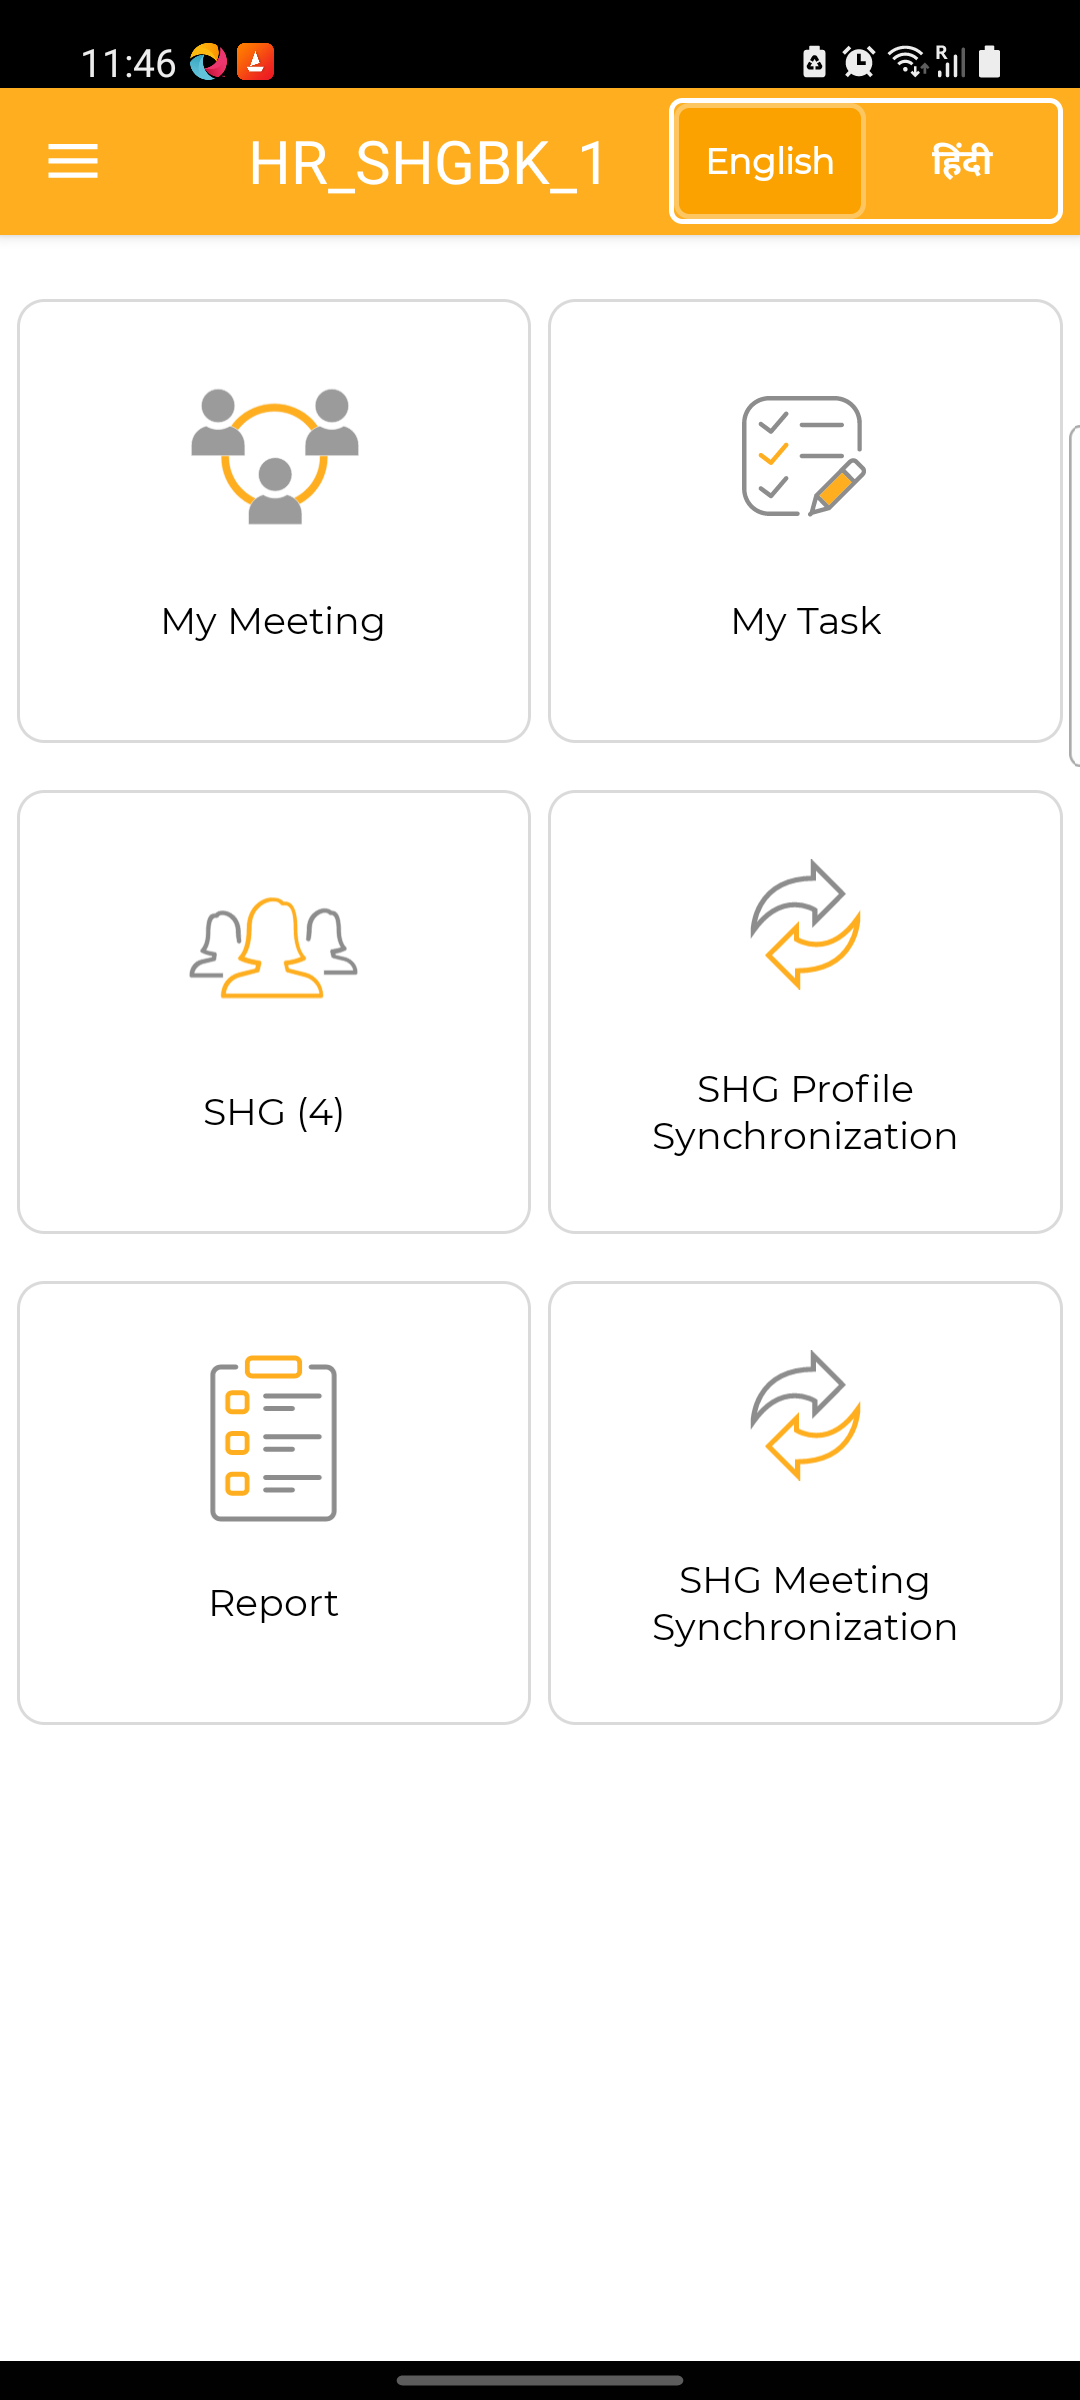 11:46
R
HR_SHGBK_1
English
हिंदी
My Meeting
My Task
SHG (4)
SHG Profile
Synchronization
Report
SHG Meeting
Synchronization